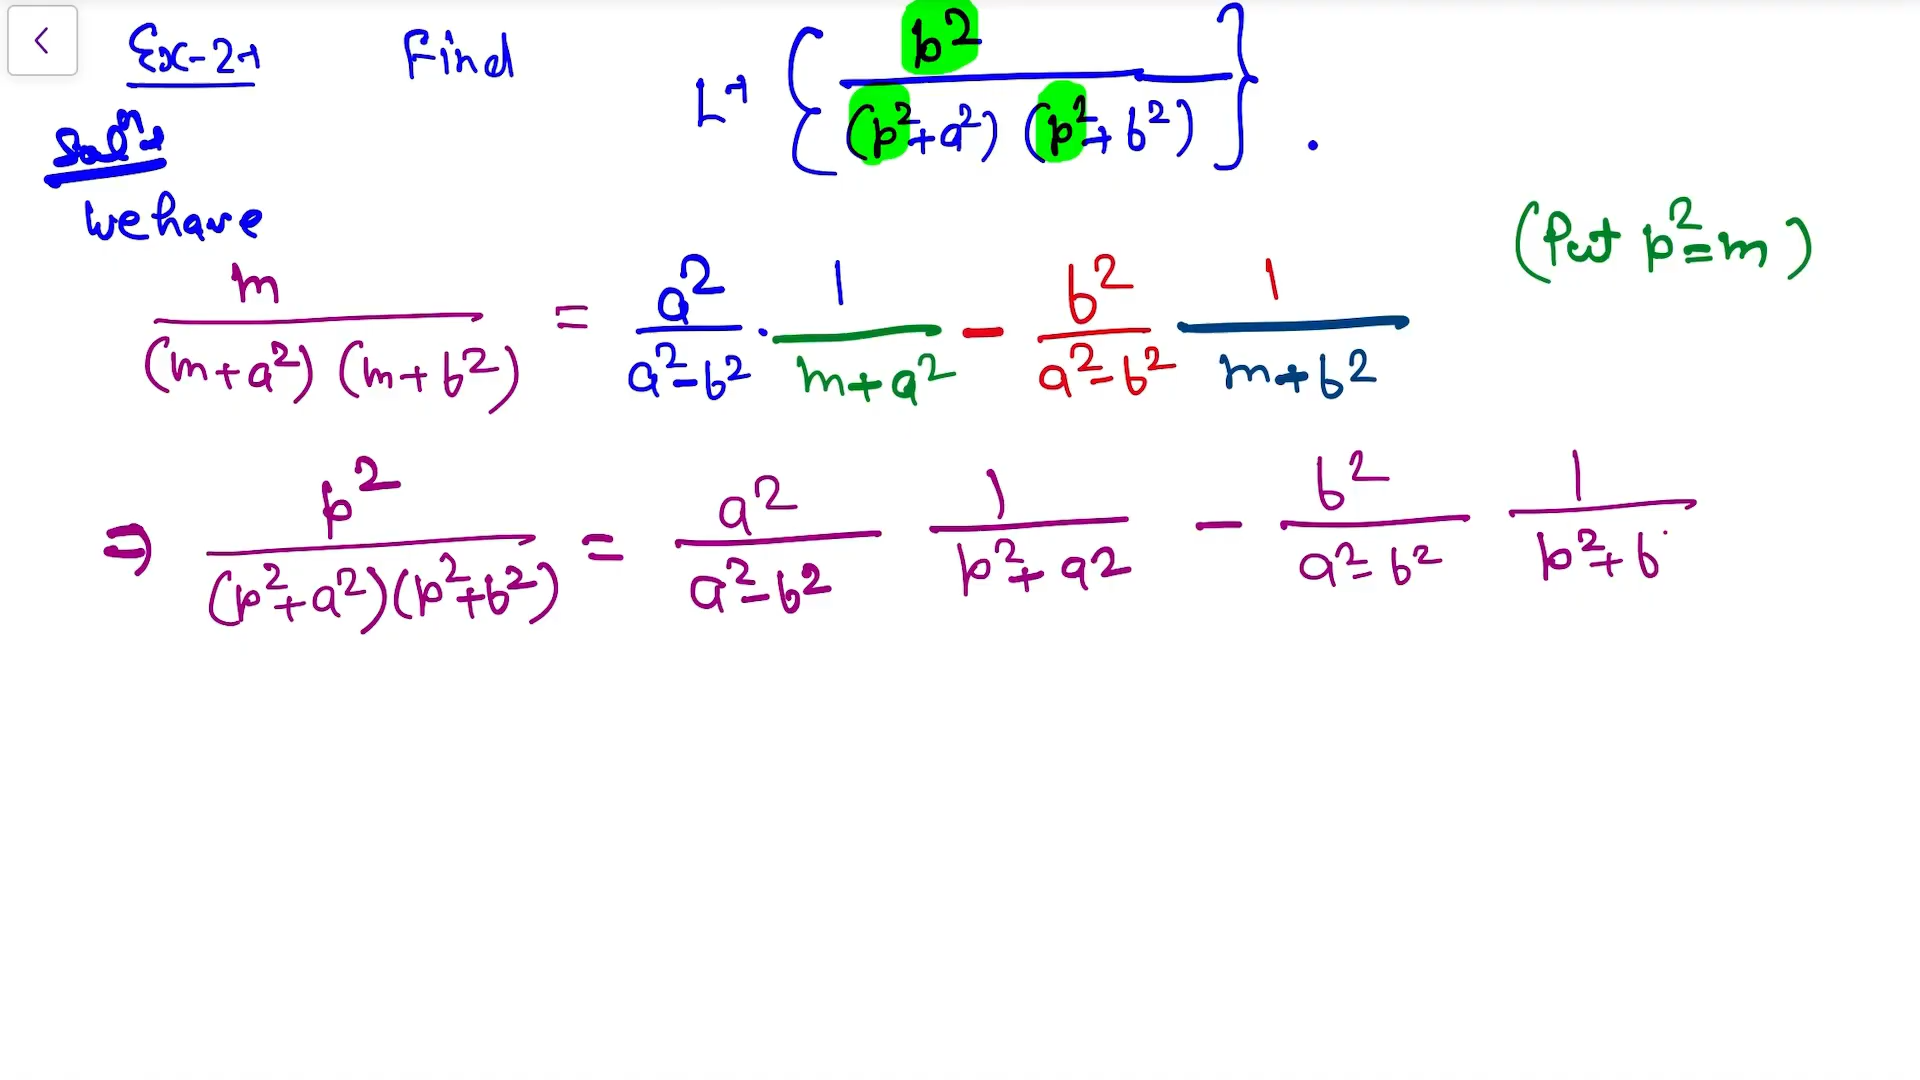 Ex-2→ Find L⁻¹ { p² / (p²+a²) (p²+b²) } .
Solⁿ→
We have (Put p²=m)
m / (m+a²) (m+b²) = a² / a²-b² . 1 / m+a² - b² / a²-b² 1 / m+b²
⇒ p² / (p²+a²)(p²+b²) = a² / a²-b² 1 / p²+a² - b² / a²-b² 1 / p²+b